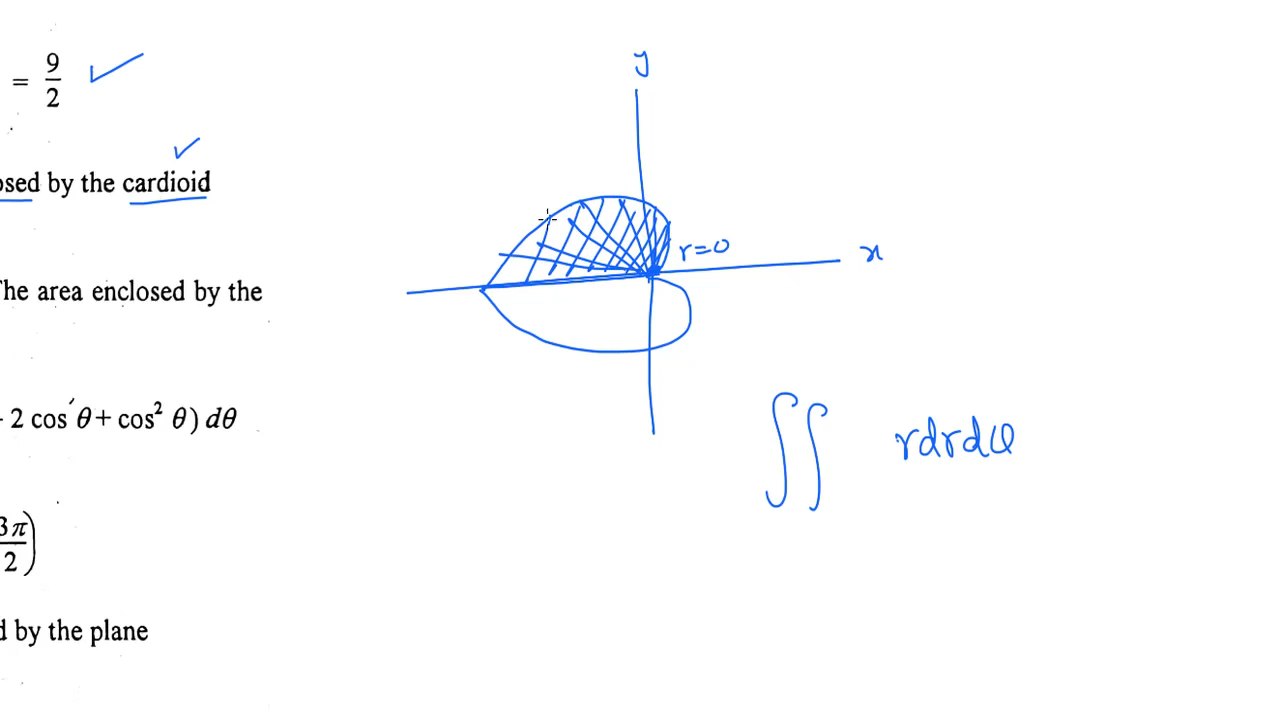 = 9/2
osed by the cardioid
The area enclosed by the
- 2 cos θ + cos² θ) dθ
3π/2)
d by the plane
y
r=0
x
∫∫ rdrdθ